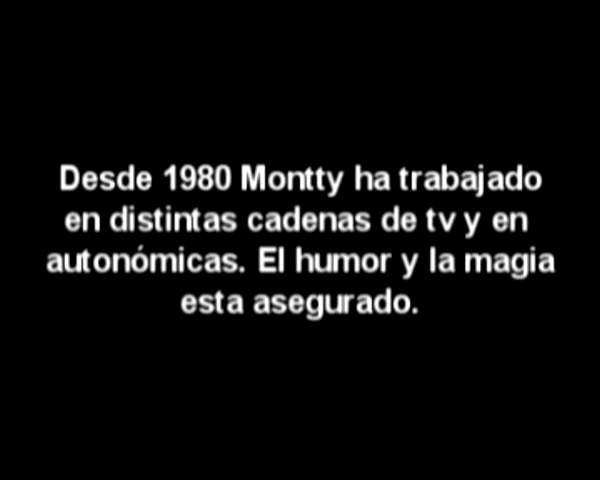 Desde 1980 Montty ha trabajado
en distintas cadenas de tv y en
autonómicas. El humor y la magia
esta asegurado.